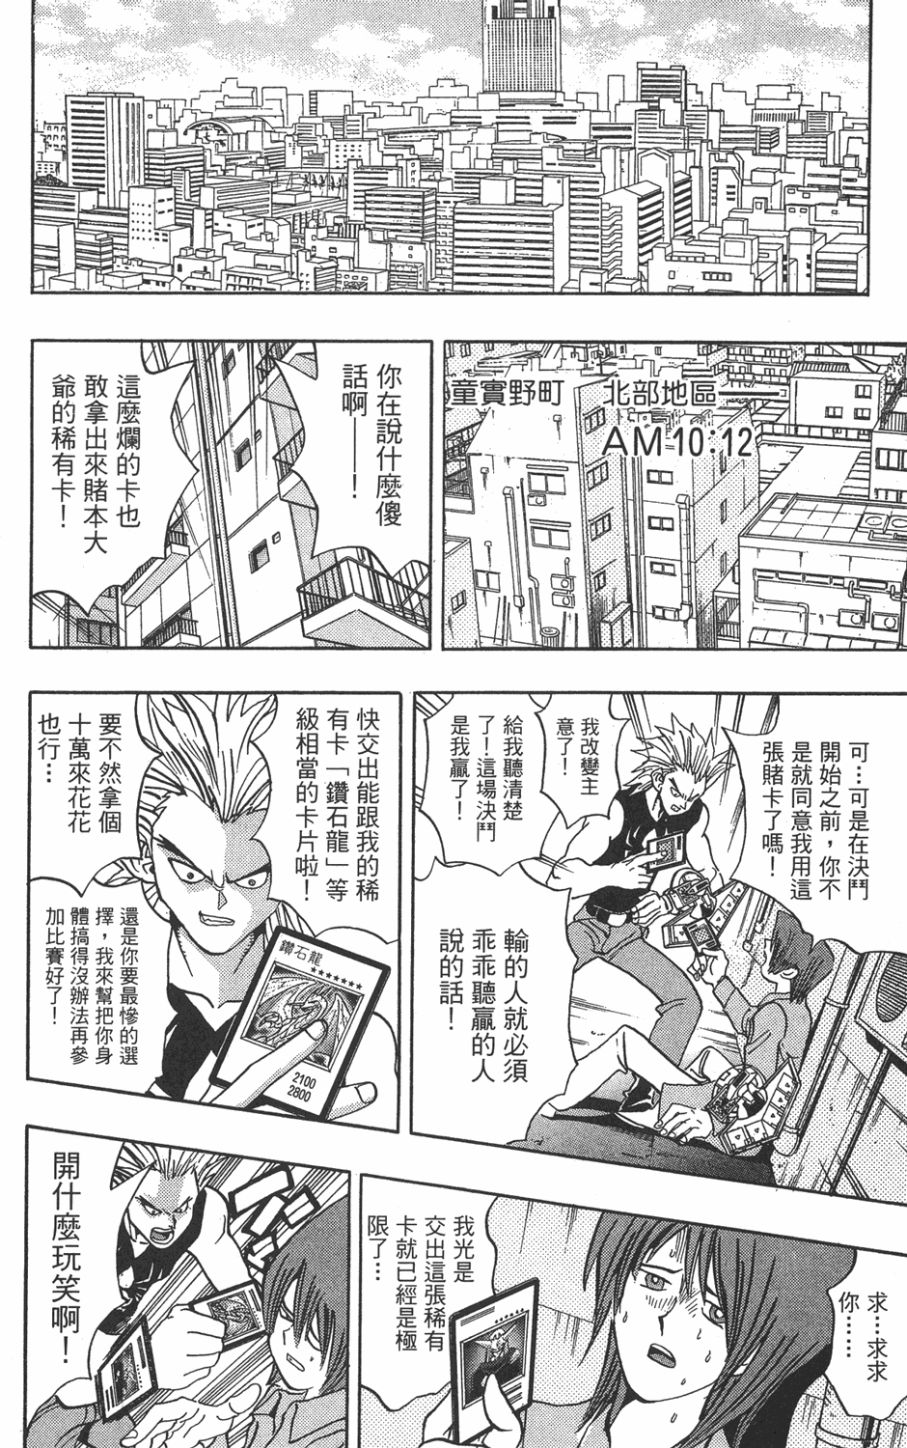 童實野町　北部地區——
AM 10:12
你在說什麼傻
話啊——！
這麼爛的卡也
敢拿出來賭本大
爺的稀有卡！
可…可是在決鬥
開始之前，你不
是就同意我用這
張賭卡了嗎！
我改變主
意了！
給我聽清楚
了！這場決鬥
是我贏了！
輸的人就必須
乖乖聽贏的人
說的話！
快交出能跟我的稀
有卡「鑽石龍」等
級相當的卡片啦！
要不然拿個
十萬來花花
也行…
還是你要最慘的選
擇，我來幫把你身
體搞得沒辦法再參
加比賽好了！
鑽石龍
2100
2800
求…求求
你……
我光是
交出這張稀有
卡就已經是極
限了…
開什麼玩笑啊！